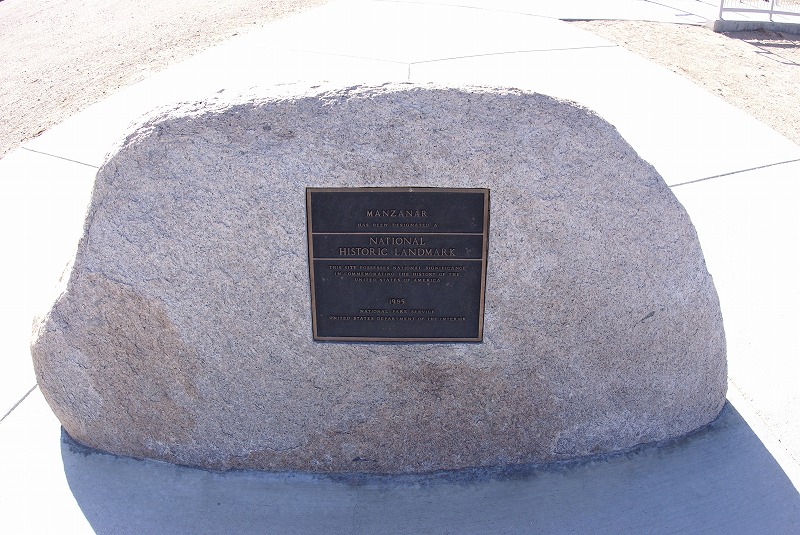 MANZANAR
HAS BEEN DESIGNATED A
NATIONAL
HISTORIC LANDMARK
THIS SITE POSSESSES NATIONAL SIGNIFICANCE
IN COMMEMORATING THE HISTORY OF THE
UNITED STATES OF AMERICA
1985
NATIONAL PARK SERVICE
UNITED STATES DEPARTMENT OF THE INTERIOR